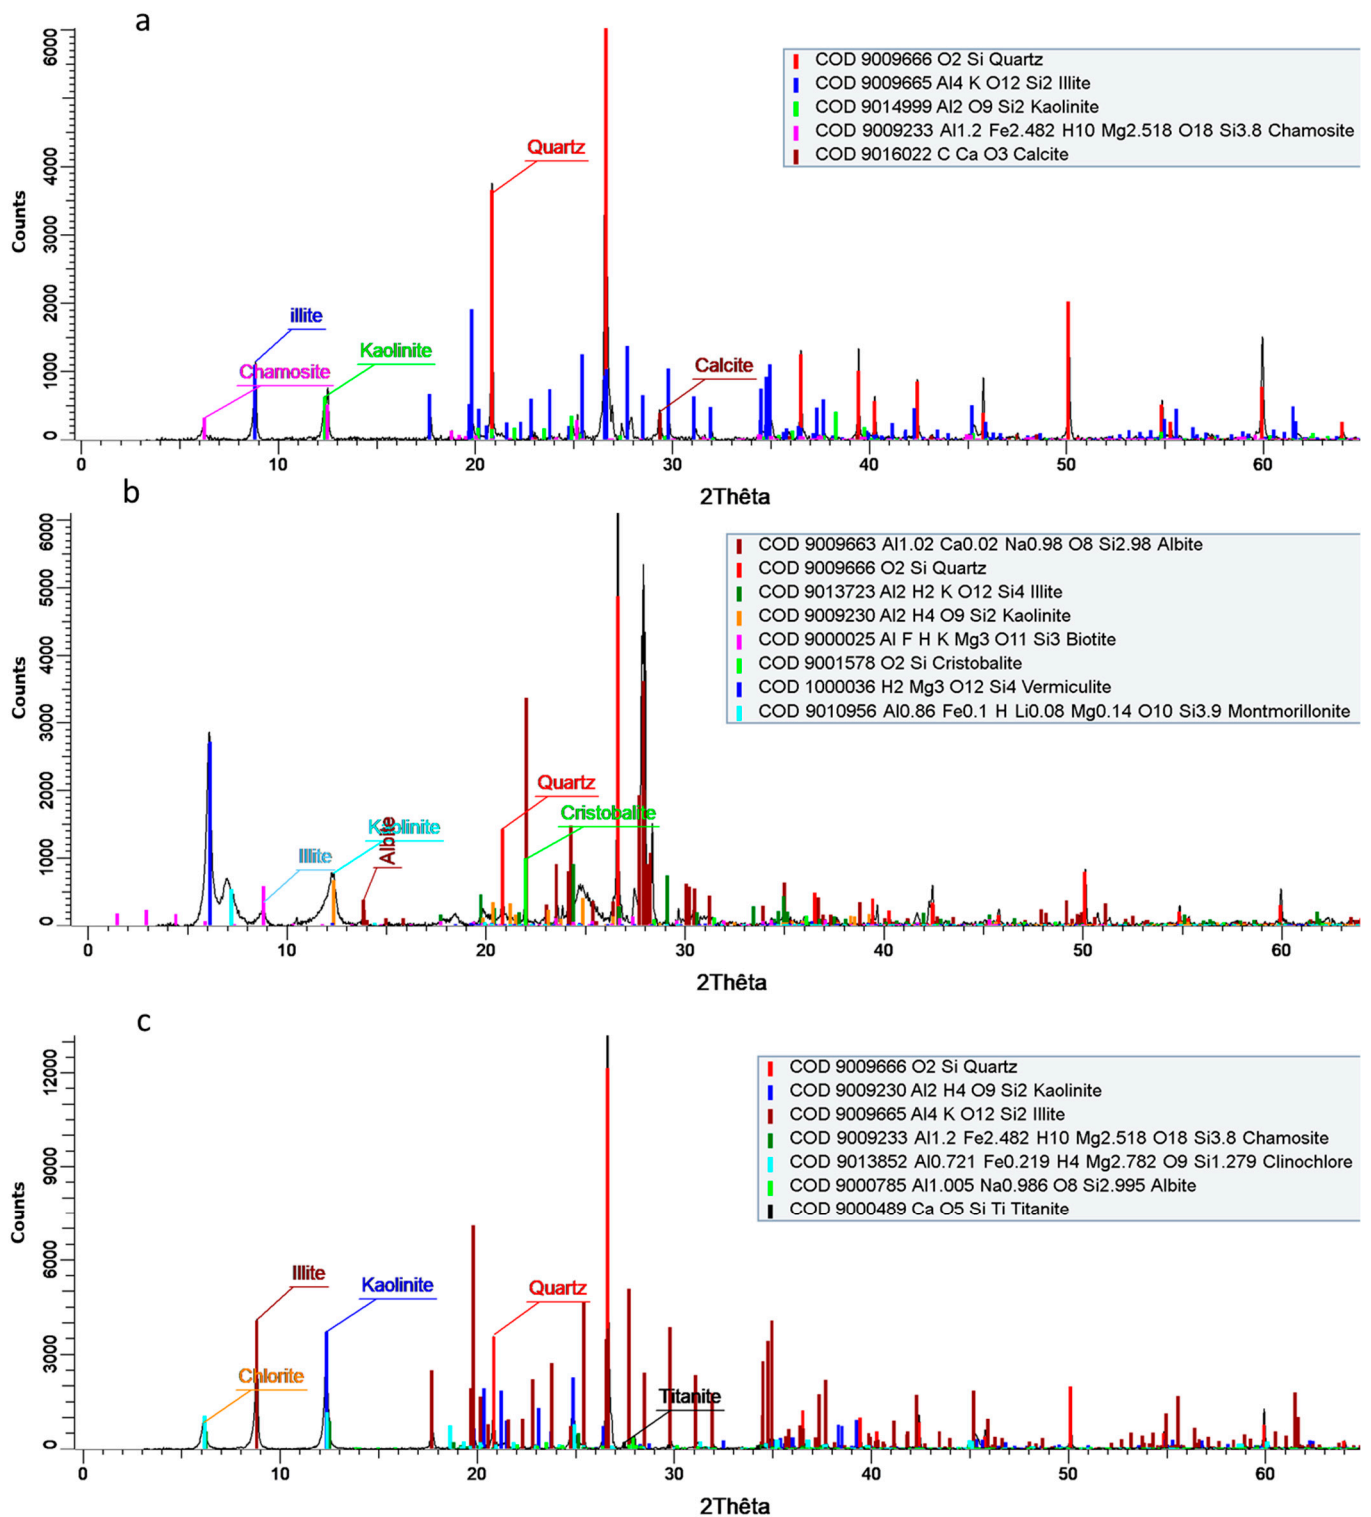 a
COD 9009666 O2 Si Quartz
COD 9009665 Al4 K O12 Si2 Illite
COD 9014999 Al2 O9 Si2 Kaolinite
COD 9009233 Al1.2 Fe2.482 H10 Mg2.518 O18 Si3.8 Chamosite
COD 9016022 C Ca O3 Calcite
Counts
6000
4000
3000
2000
1000
0
Quartz
illite
Kaolinite
Chamosite
Calcite
0 10 20 30 40 50 60
2Thêta
b
COD 9009663 Al1.02 Ca0.02 Na0.98 O8 Si2.98 Albite
COD 9009666 O2 Si Quartz
COD 9013723 Al2 H2 K O12 Si4 Illite
COD 9009230 Al2 H4 O9 Si2 Kaolinite
COD 9000025 Al F H K Mg3 O11 Si3 Biotite
COD 9001578 O2 Si Cristobalite
COD 1000036 H2 Mg3 O12 Si4 Vermiculite
COD 9010956 Al0.86 Fe0.1 H Li0.08 Mg0.14 O10 Si3.9 Montmorillonite
Counts
6000
5000
4000
3000
2000
1000
0
Quartz
Cristobalite
Kaolinite
Albite
Illite
0 10 20 30 40 50 60
2Thêta
c
COD 9009666 O2 Si Quartz
COD 9009230 Al2 H4 O9 Si2 Kaolinite
COD 9009665 Al4 K O12 Si2 Illite
COD 9009233 Al1.2 Fe2.482 H10 Mg2.518 O18 Si3.8 Chamosite
COD 9013852 Al0.721 Fe0.219 H4 Mg2.782 O9 Si1.279 Clinochlore
COD 9000785 Al1.005 Na0.986 O8 Si2.995 Albite
COD 9000489 Ca O5 Si Ti Titanite
Counts
12000
9000
6000
3000
0
Illite
Kaolinite
Quartz
Chlorite
Titanite
0 10 20 30 40 50 60
2Thêta